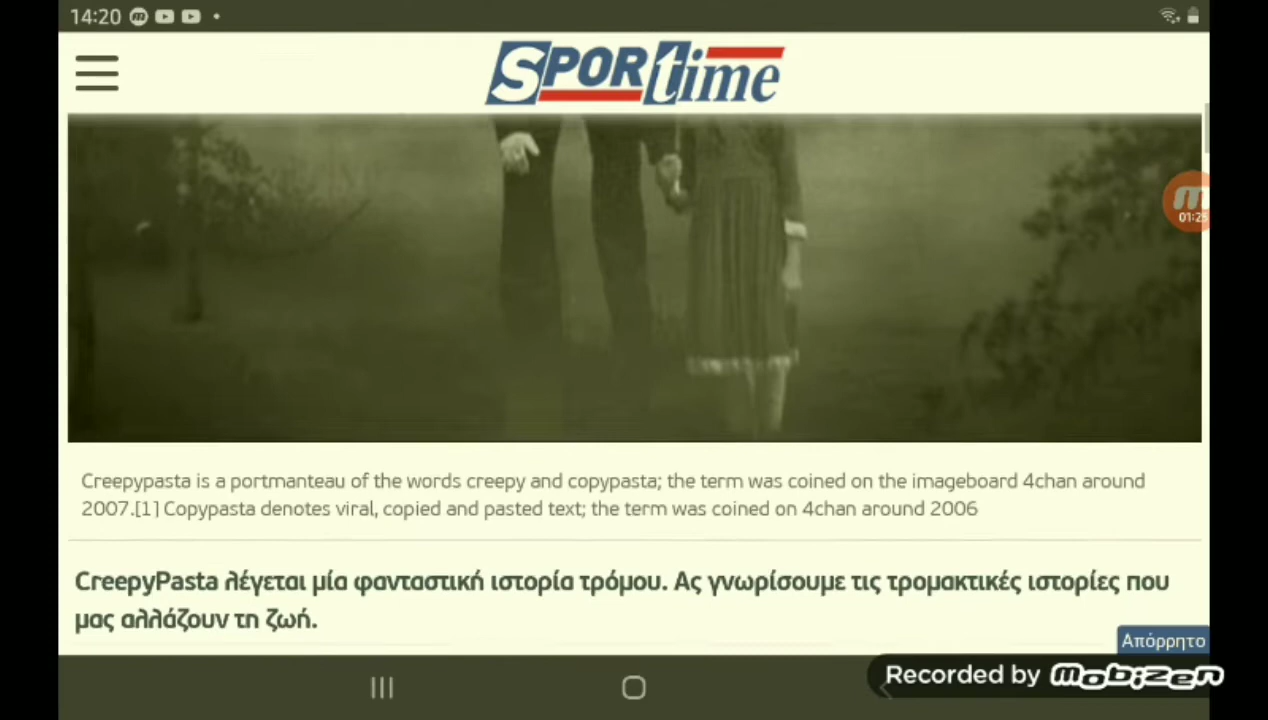 14:20
SPORtime
01:25
Creepypasta is a portmanteau of the words creepy and copypasta; the term was coined on the imageboard 4chan around
2007.[1] Copypasta denotes viral, copied and pasted text; the term was coined on 4chan around 2006
CreepyPasta λέγεται μία φανταστική ιστορία τρόμου. Ας γνωρίσουμε τις τρομακτικές ιστορίες που
μας αλλάζουν τη ζωή.
Απόρρητο
Recorded by mobizen